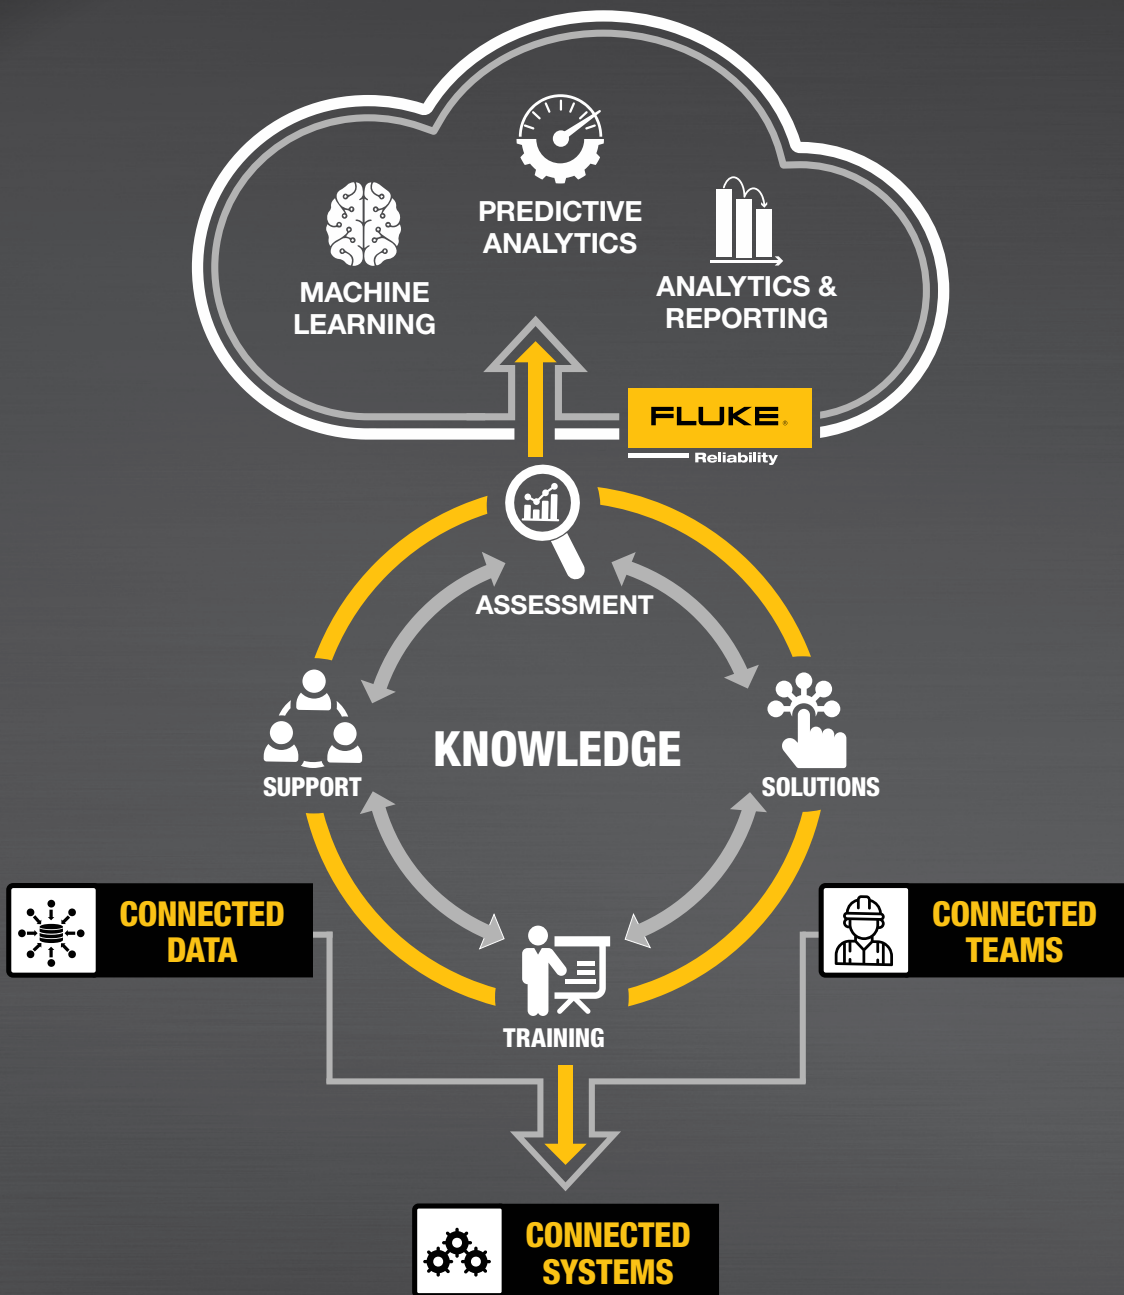 PREDICTIVE
ANALYTICS
MACHINE
LEARNING
ANALYTICS &
REPORTING
FLUKE®
Reliability
ASSESSMENT
KNOWLEDGE
SUPPORT
SOLUTIONS
CONNECTED
DATA
CONNECTED
TEAMS
TRAINING
CONNECTED
SYSTEMS